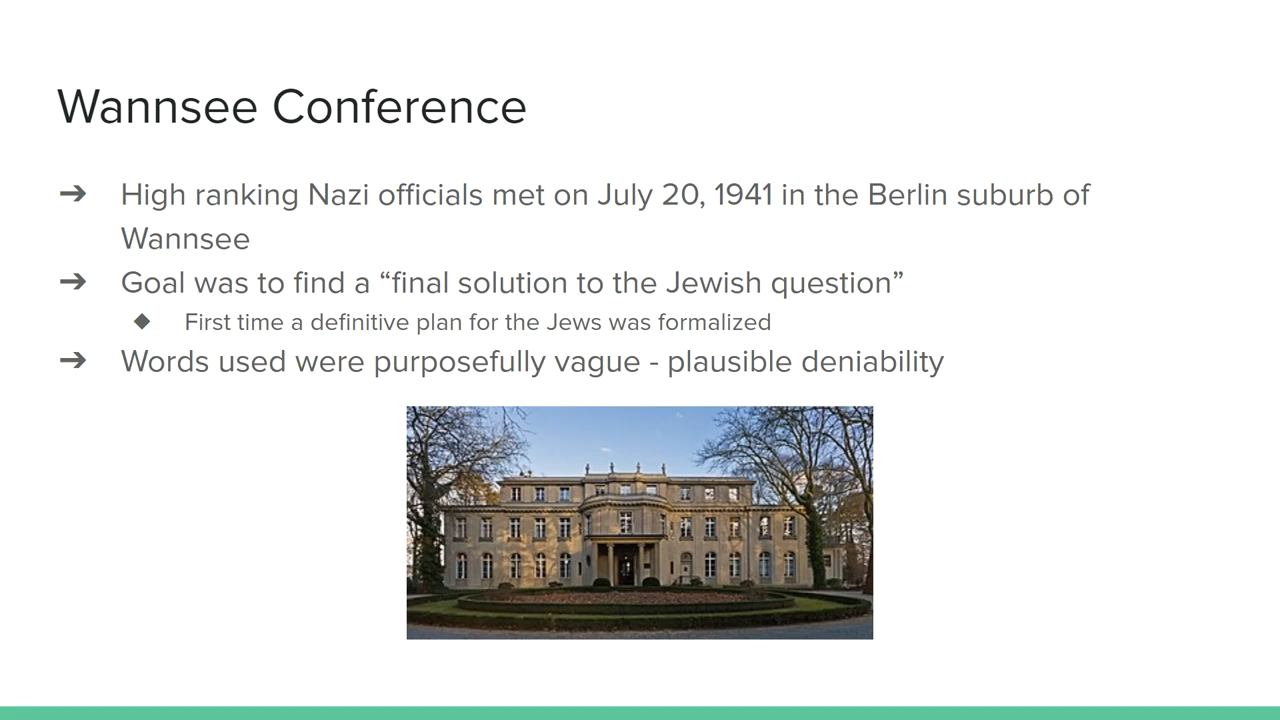 Wannsee Conference
➔ High ranking Nazi officials met on July 20, 1941 in the Berlin suburb of
Wannsee
➔ Goal was to find a “final solution to the Jewish question”
◆ First time a definitive plan for the Jews was formalized
➔ Words used were purposefully vague - plausible deniability